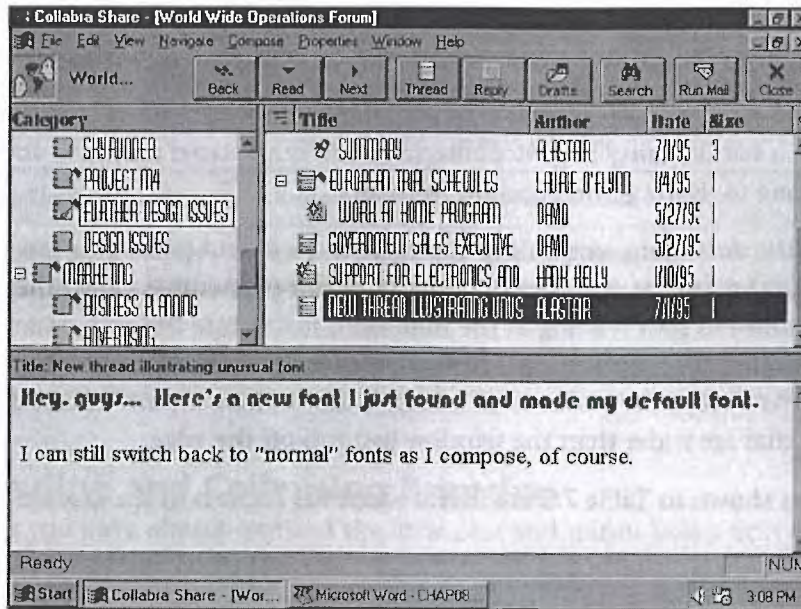 Collabra Share - [World Wide Operations Forum]
File Edit View Navigate Compose Properties Window Help
World... Back Read Next Thread Reply Drafts Search Run Mail Close
Category Title Author Date Size
SKYRUNNER
PROJECT M4
FURTHER DESIGN ISSUES
DESIGN ISSUES
MARKETING
BUSINESS PLANNING
ADVERTISING
SUMMARY ALASTAIR 7/1/95 3
EUROPEAN TRIAL SCHEDULES LAURIE O'FLYNN 1/4/95 1
WORK AT HOME PROGRAM DAMO 5/27/95 1
GOVERNMENT SALES EXECUTIVE DAMO 5/27/95 1
SUPPORT FOR ELECTRONICS AND HANK KELLY 1/10/95 1
NEW THREAD ILLUSTRATING UNUS ALASTAIR 7/1/95 1
Title: New thread illustrating unusual font
Hey, guys... Here's a new font I just found and made my default font.
I can still switch back to "normal" fonts as I compose, of course.
Ready NUM
Start Collabra Share - [Wor... Microsoft Word - CHAP08... 3:08 PM